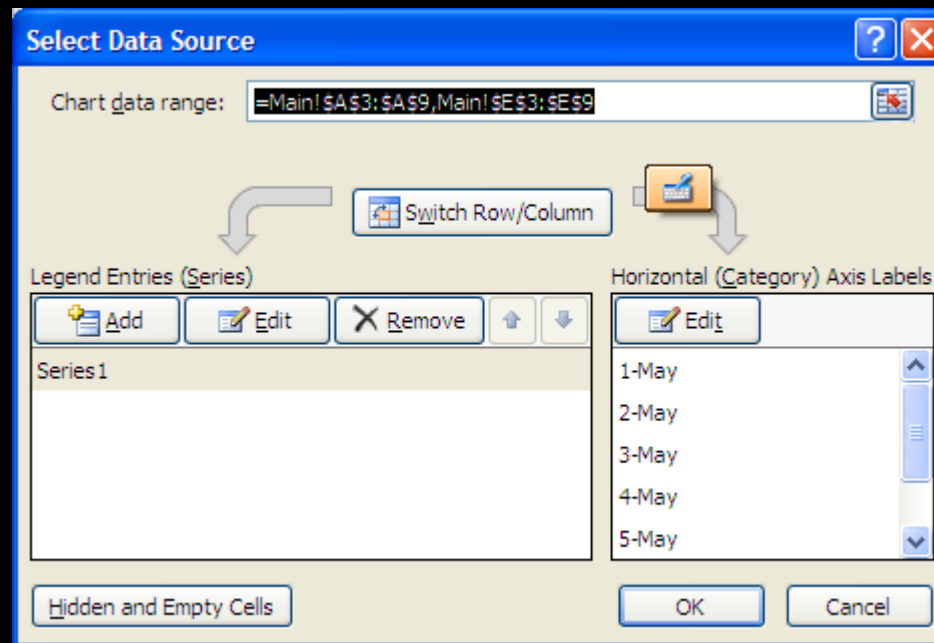 Select Data Source
Chart data range: =Main!$A$3:$A$9,Main!$E$3:$E$9
Switch Row/Column
Legend Entries (Series)
Add Edit Remove
Series1
Horizontal (Category) Axis Labels
Edit
1-May
2-May
3-May
4-May
5-May
Hidden and Empty Cells
OK Cancel